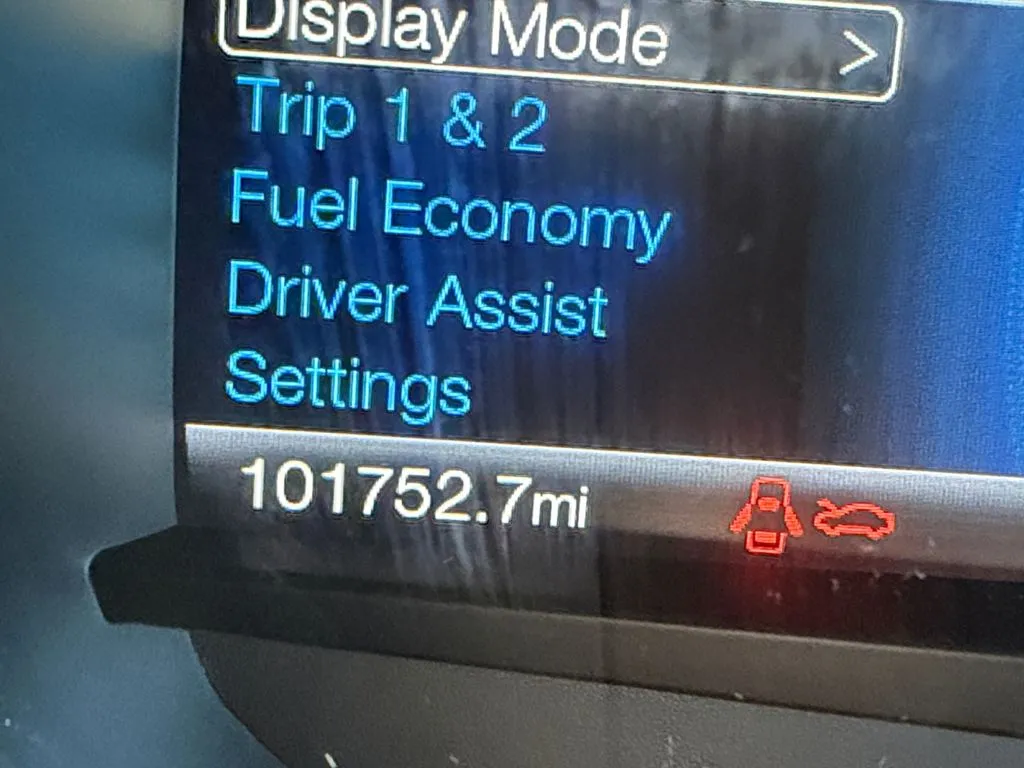 Display Mode >
Trip 1 & 2
Fuel Economy
Driver Assist
Settings
101752.7mi